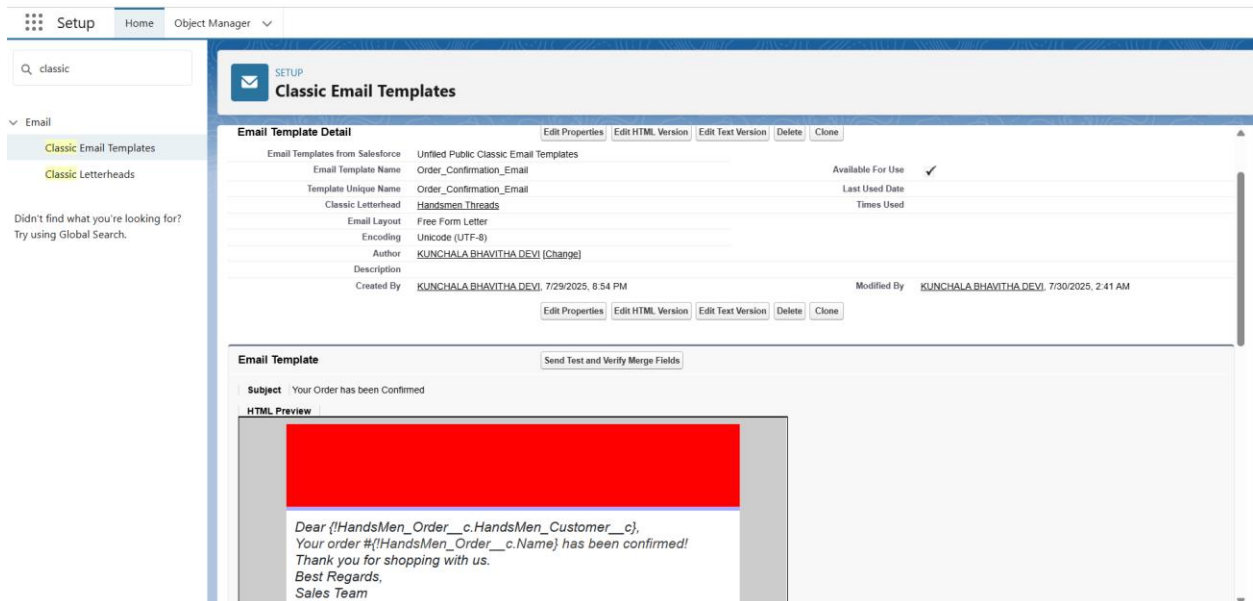 Setup Home Object Manager
classic
Email
Classic Email Templates
Classic Letterheads
Didn't find what you're looking for?
Try using Global Search.
SETUP
Classic Email Templates
Email Template Detail Edit Properties Edit HTML Version Edit Text Version Delete Clone
Email Templates from Salesforce Unfiled Public Classic Email Templates
Email Template Name Order_Confirmation_Email Available For Use
Template Unique Name Order_Confirmation_Email Last Used Date
Classic Letterhead Handsmen Threads Times Used
Email Layout Free Form Letter
Encoding Unicode (UTF-8)
Author KUNCHALA BHAVITHA DEVI [Change]
Description
Created By KUNCHALA BHAVITHA DEVI, 7/29/2025, 8:54 PM Modified By KUNCHALA BHAVITHA DEVI, 7/30/2025, 2:41 AM
Edit Properties Edit HTML Version Edit Text Version Delete Clone
Email Template Send Test and Verify Merge Fields
Subject Your Order has been Confirmed
HTML Preview
Dear {!HandsMen_Order__c.HandsMen_Customer__c},
Your order #{!HandsMen_Order__c.Name} has been confirmed!
Thank you for shopping with us.
Best Regards,
Sales Team